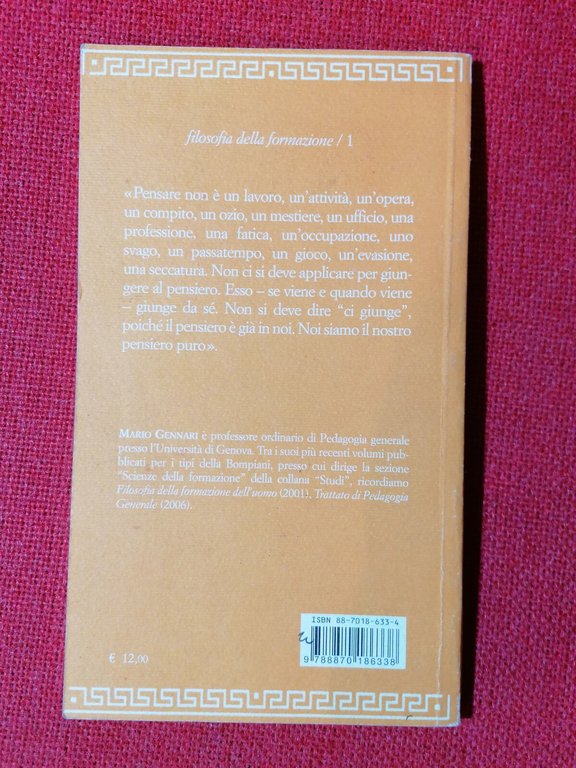 filosofia della formazione / 1
«Pensare non è un lavoro, un'attività, un'opera,
un compito, un ozio, un mestiere, un ufficio, una
professione, una fatica, un'occupazione, uno
svago, un passatempo, un gioco, un'evasione,
una seccatura. Non ci si deve applicare per giun-
gere al pensiero. Esso – se viene e quando viene
– giunge da sé. Non si deve dire “ci giunge”,
poiché il pensiero è già in noi. Noi siamo il nostro
pensiero puro».
MARIO GENNARI è professore ordinario di Pedagogia generale
presso l'Università di Genova. Tra i suoi più recenti volumi pub-
blicati per i tipi della Bompiani, presso cui dirige la sezione
“Scienze della formazione” della collana “Studi”, ricordiamo
Filosofia della formazione dell'uomo (2001), Trattato di Pedagogia
Generale (2006).
ISBN 88-7018-633-4
9 788870 186338
€ 12,00